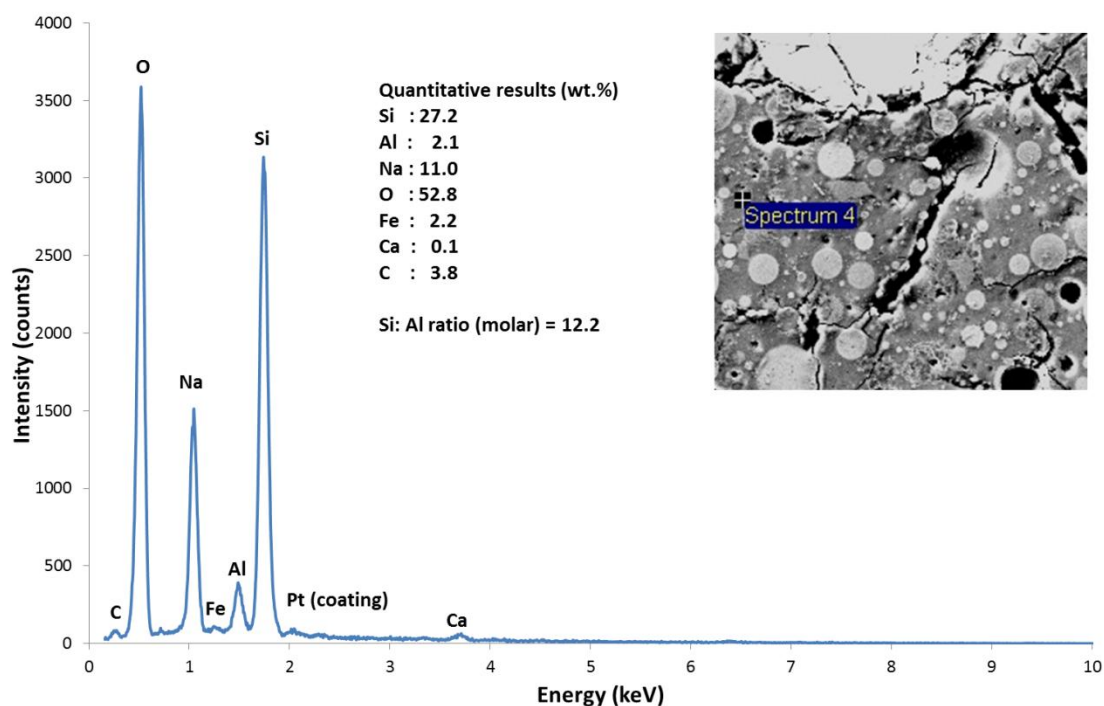 4000
3500
3000
2500
2000
1500
1000
500
0
Intensity (counts)
O
Na
Si
C
Fe
Al
Pt (coating)
Ca
Quantitative results (wt.%)
Si : 27.2
Al : 2.1
Na : 11.0
O : 52.8
Fe : 2.2
Ca : 0.1
C : 3.8
Si: Al ratio (molar) = 12.2
Spectrum 4
0 1 2 3 4 5 6 7 8 9 10
Energy (keV)